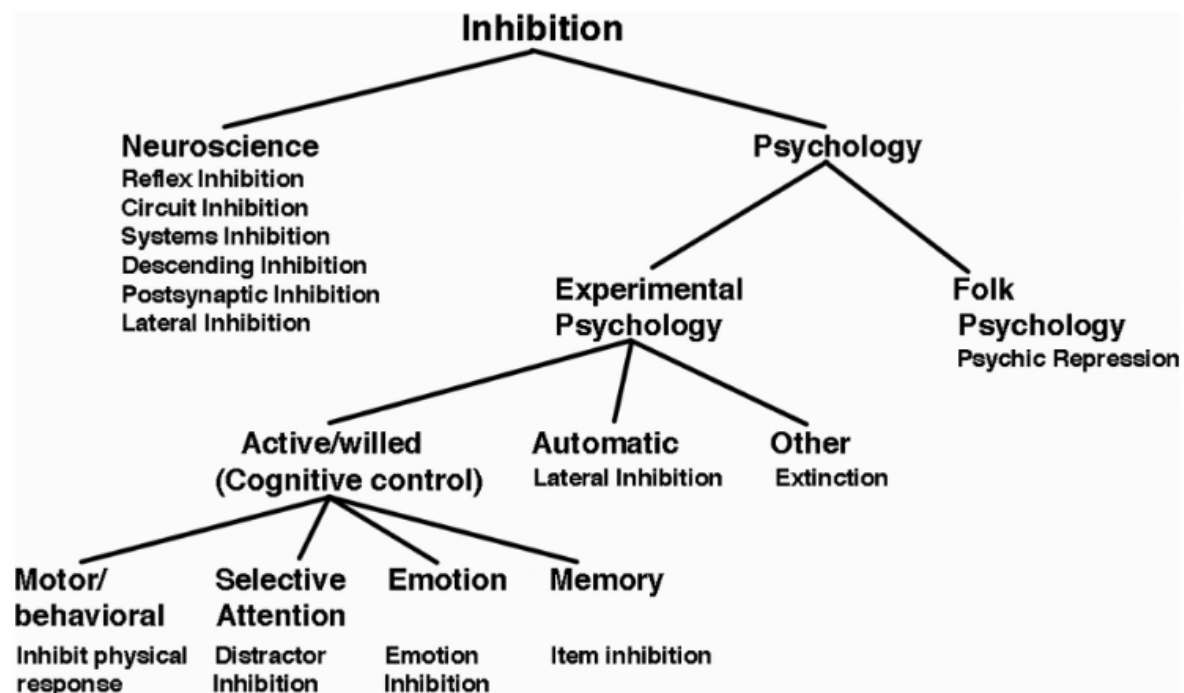 Inhibition
Neuroscience
Reflex Inhibition
Circuit Inhibition
Systems Inhibition
Descending Inhibition
Postsynaptic Inhibition
Lateral Inhibition
Psychology
Experimental
Psychology
Folk
Psychology
Psychic Repression
Active/willed
(Cognitive control)
Automatic
Lateral Inhibition
Other
Extinction
Motor/
behavioral
Inhibit physical
response
Selective
Attention
Distractor
Inhibition
Emotion
Emotion
Inhibition
Memory
Item inhibition